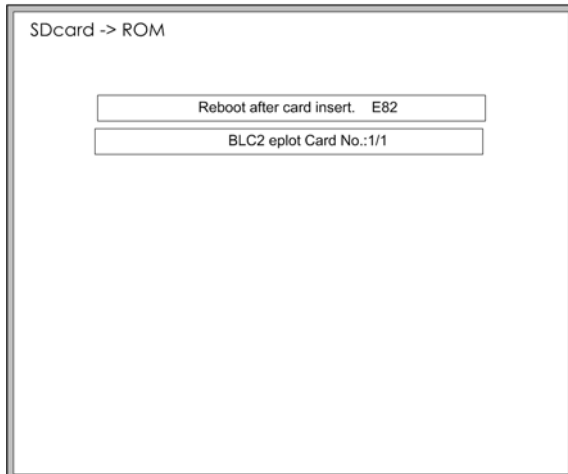 SDcard -> ROM
Reboot after card insert. E82
BLC2 eplot Card No.:1/1